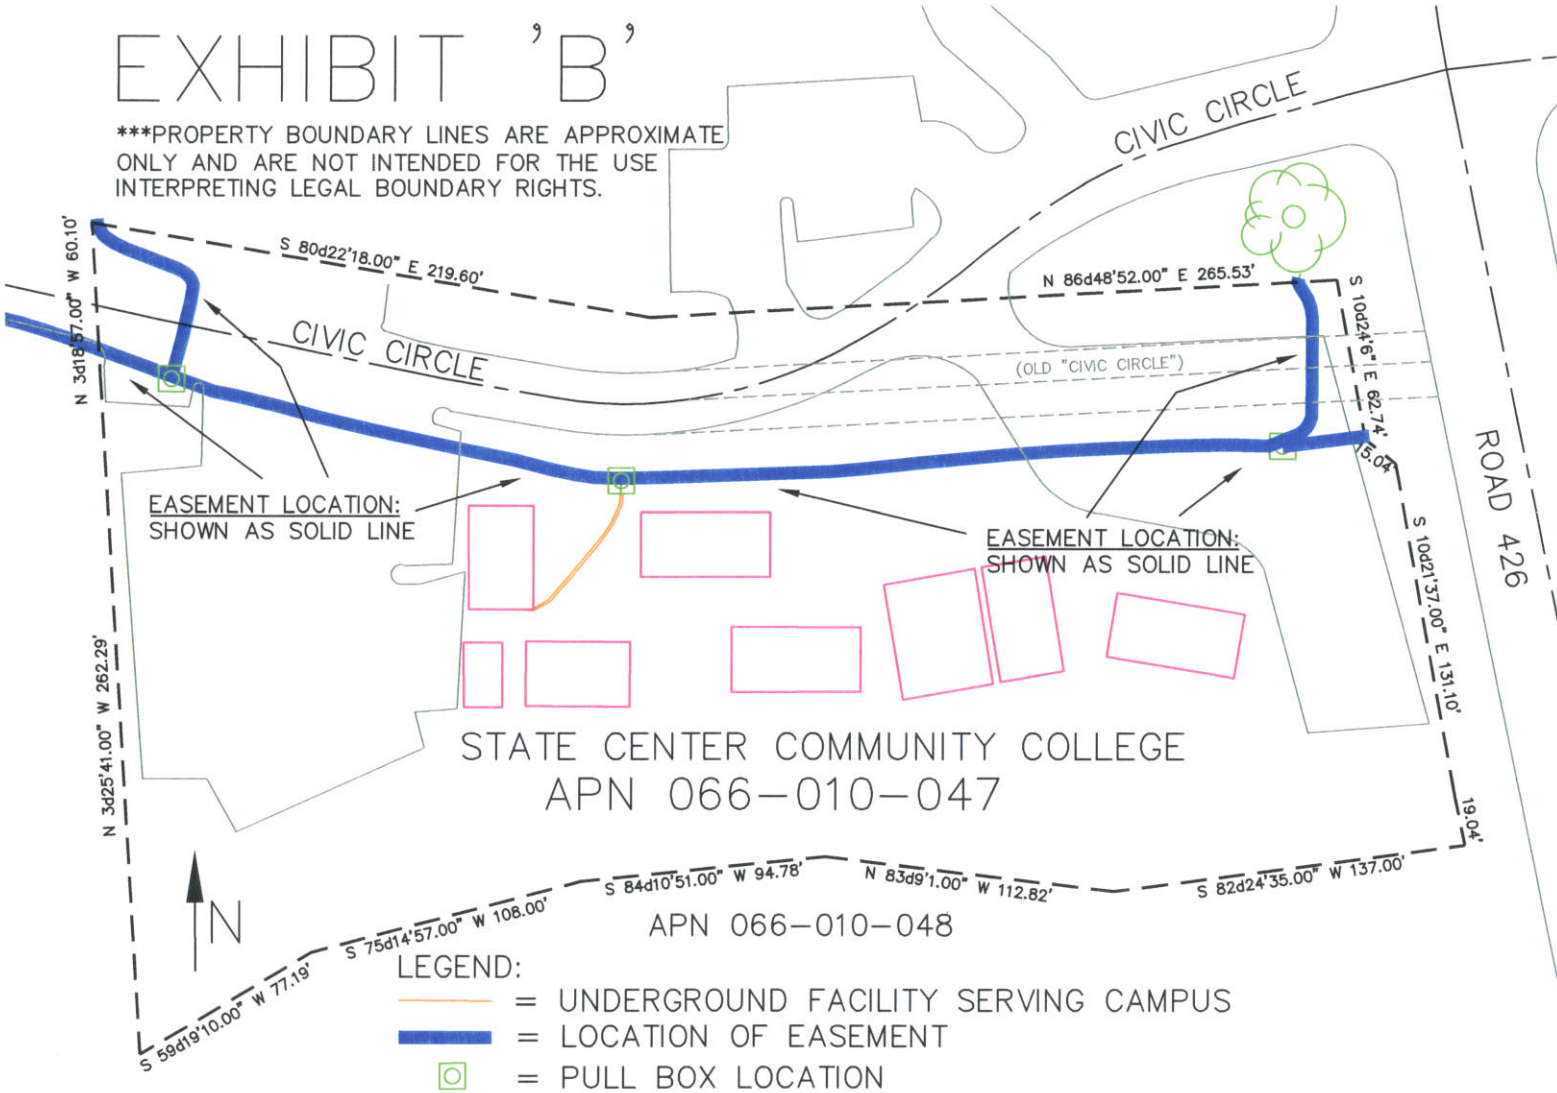 EXHIBIT 'B'
***PROPERTY BOUNDARY LINES ARE APPROXIMATE
ONLY AND ARE NOT INTENDED FOR THE USE
INTERPRETING LEGAL BOUNDARY RIGHTS.
CIVIC CIRCLE
N 3d18'57.00" W 60.10'
S 80d22'18.00" E 219.60'
N 86d48'52.00" E 265.53'
S 10d24'6" E 62.74'
CIVIC CIRCLE
(OLD "CIVIC CIRCLE")
15.04'
ROAD 426
EASEMENT LOCATION:
SHOWN AS SOLID LINE
EASEMENT LOCATION:
SHOWN AS SOLID LINE
S 10d21'37.00" E 131.10'
N 3d25'41.00" W 262.29'
STATE CENTER COMMUNITY COLLEGE
APN 066-010-047
19.04'
S 84d10'51.00" W 94.78'
N 83d9'1.00" W 112.82'
S 82d24'35.00" W 137.00'
S 75d14'57.00" W 108.00'
S 59d19'10.00" W 77.19'
N
APN 066-010-048
LEGEND:
= UNDERGROUND FACILITY SERVING CAMPUS
= LOCATION OF EASEMENT
= PULL BOX LOCATION